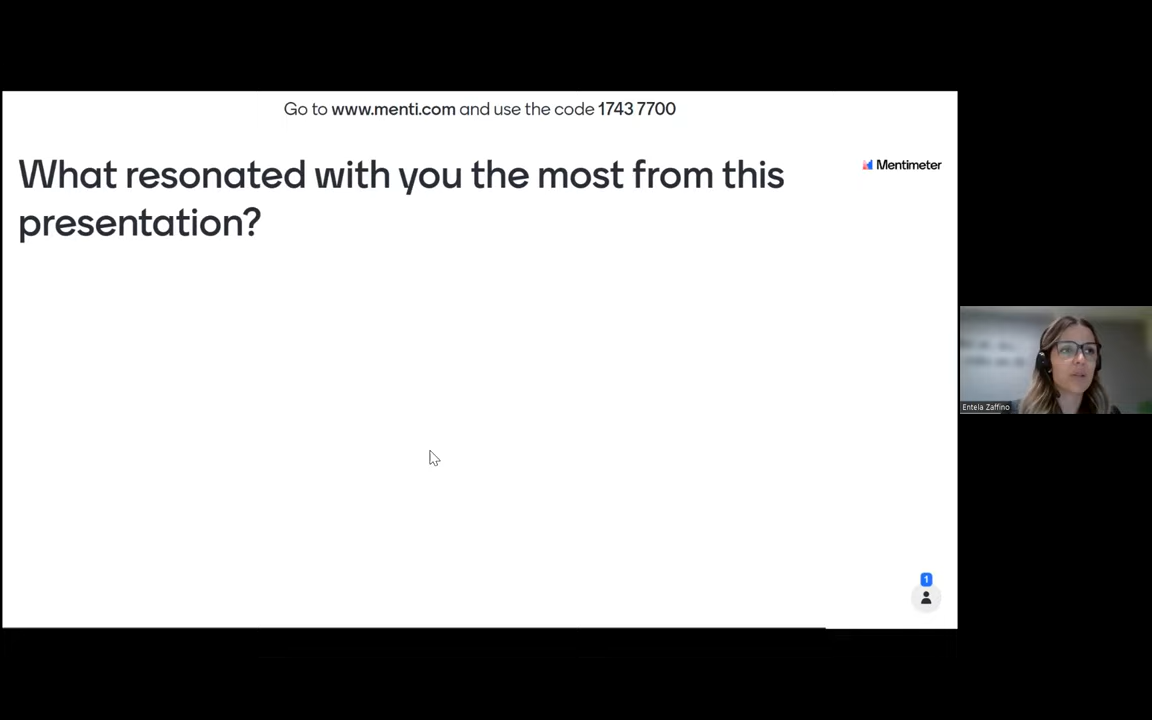 Go to www.menti.com and use the code 1743 7700
What resonated with you the most from this
presentation?
Mentimeter
Entela Zaffino
1